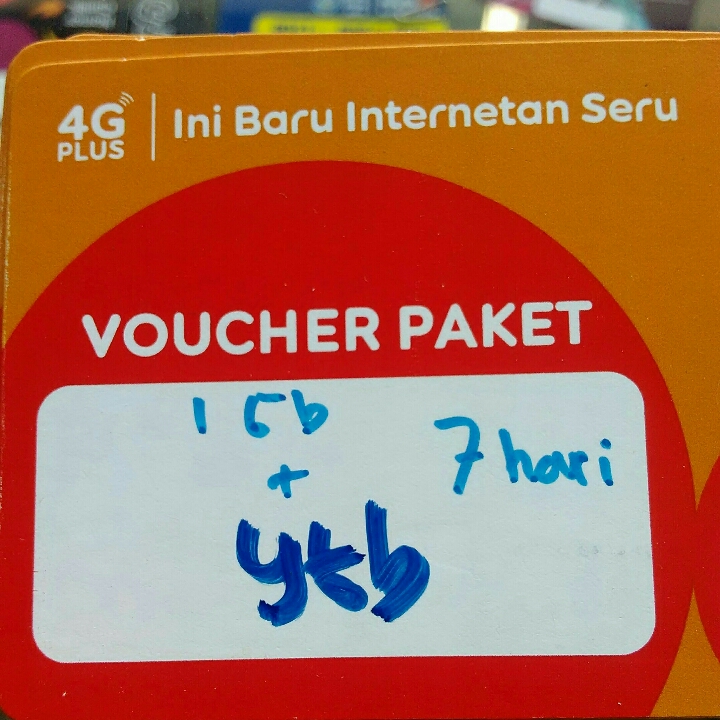 4G PLUS | Ini Baru Internetan Seru
VOUCHER PAKET
1 Gb 7 hari
+
ytb